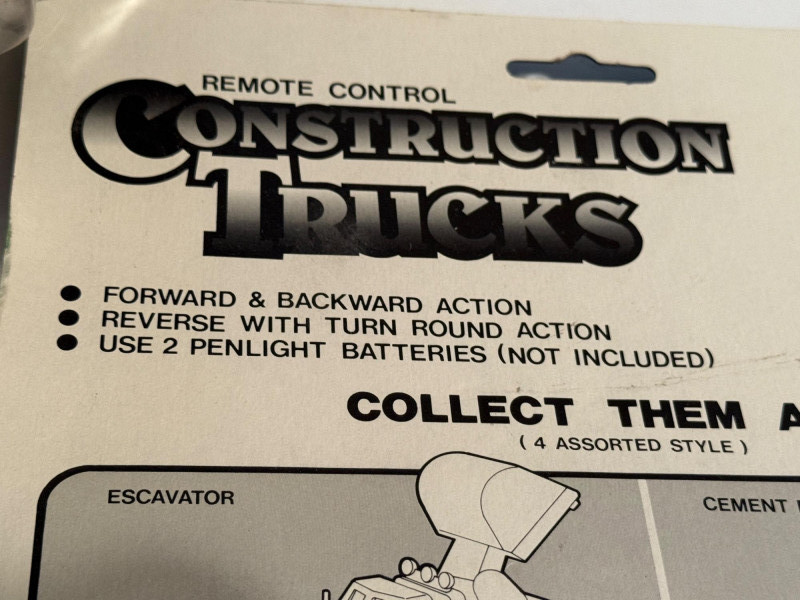 REMOTE CONTROL
CONSTRUCTION
TRUCKS
● FORWARD & BACKWARD ACTION
● REVERSE WITH TURN ROUND ACTION
● USE 2 PENLIGHT BATTERIES (NOT INCLUDED)
COLLECT THEM
( 4 ASSORTED STYLE )
ESCAVATOR
CEMENT